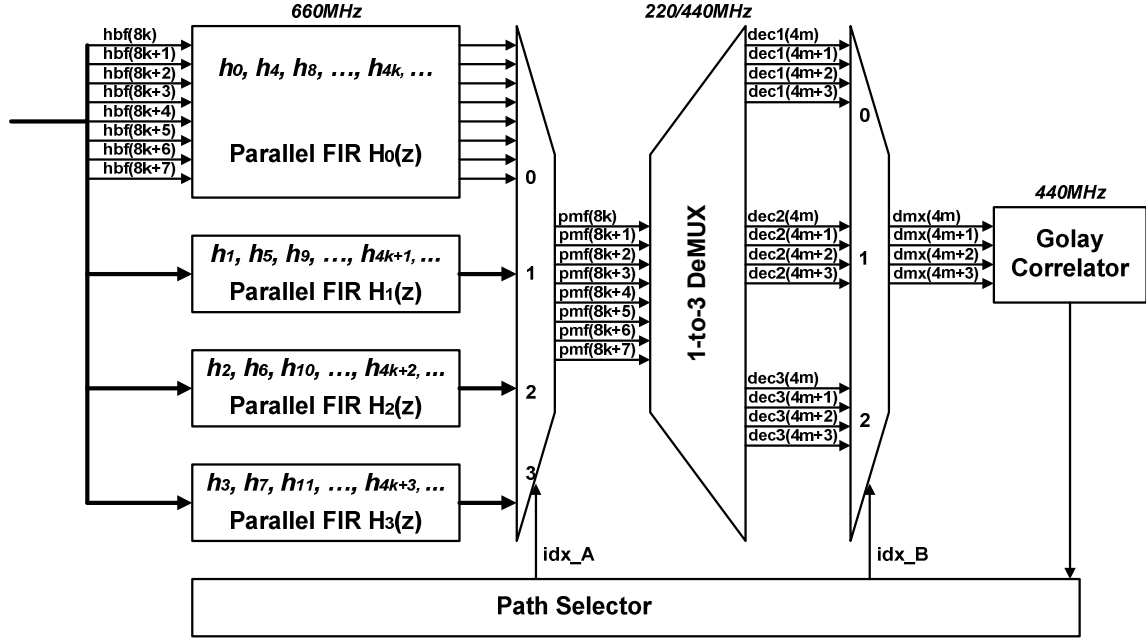 660MHz
220/440MHz
hbf(8k)
hbf(8k+1)
hbf(8k+2)
hbf(8k+3)
hbf(8k+4)
hbf(8k+5)
hbf(8k+6)
hbf(8k+7)
h0, h4, h8, ..., h4k, ...
Parallel FIR H0(z)
h1, h5, h9, ..., h4k+1, ...
Parallel FIR H1(z)
h2, h6, h10, ..., h4k+2, ...
Parallel FIR H2(z)
h3, h7, h11, ..., h4k+3, ...
Parallel FIR H3(z)
0
1
2
3
pmf(8k)
pmf(8k+1)
pmf(8k+2)
pmf(8k+3)
pmf(8k+4)
pmf(8k+5)
pmf(8k+6)
pmf(8k+7)
1-to-3 DeMUX
dec1(4m)
dec1(4m+1)
dec1(4m+2)
dec1(4m+3)
dec2(4m)
dec2(4m+1)
dec2(4m+2)
dec2(4m+3)
dec3(4m)
dec3(4m+1)
dec3(4m+2)
dec3(4m+3)
0
1
2
dmx(4m)
dmx(4m+1)
dmx(4m+2)
dmx(4m+3)
440MHz
Golay
Correlator
idx_A
idx_B
Path Selector